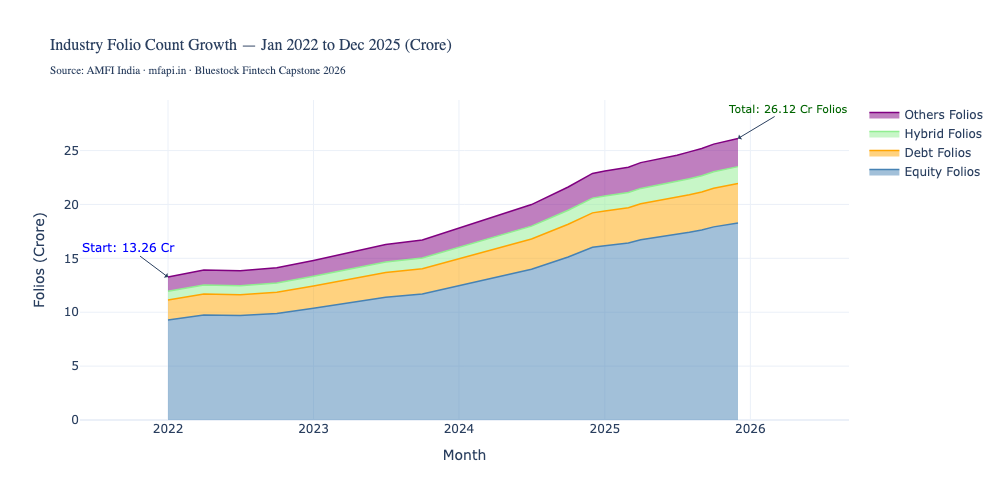 Industry Folio Count Growth — Jan 2022 to Dec 2025 (Crore)
Source: AMFI India · mfapi.in · Bluestock Fintech Capstone 2026
Total: 26.12 Cr Folios
Others Folios
Hybrid Folios
Debt Folios
Equity Folios
Start: 13.26 Cr
Folios (Crore)
25
20
15
10
5
0
2022 2023 2024 2025 2026
Month